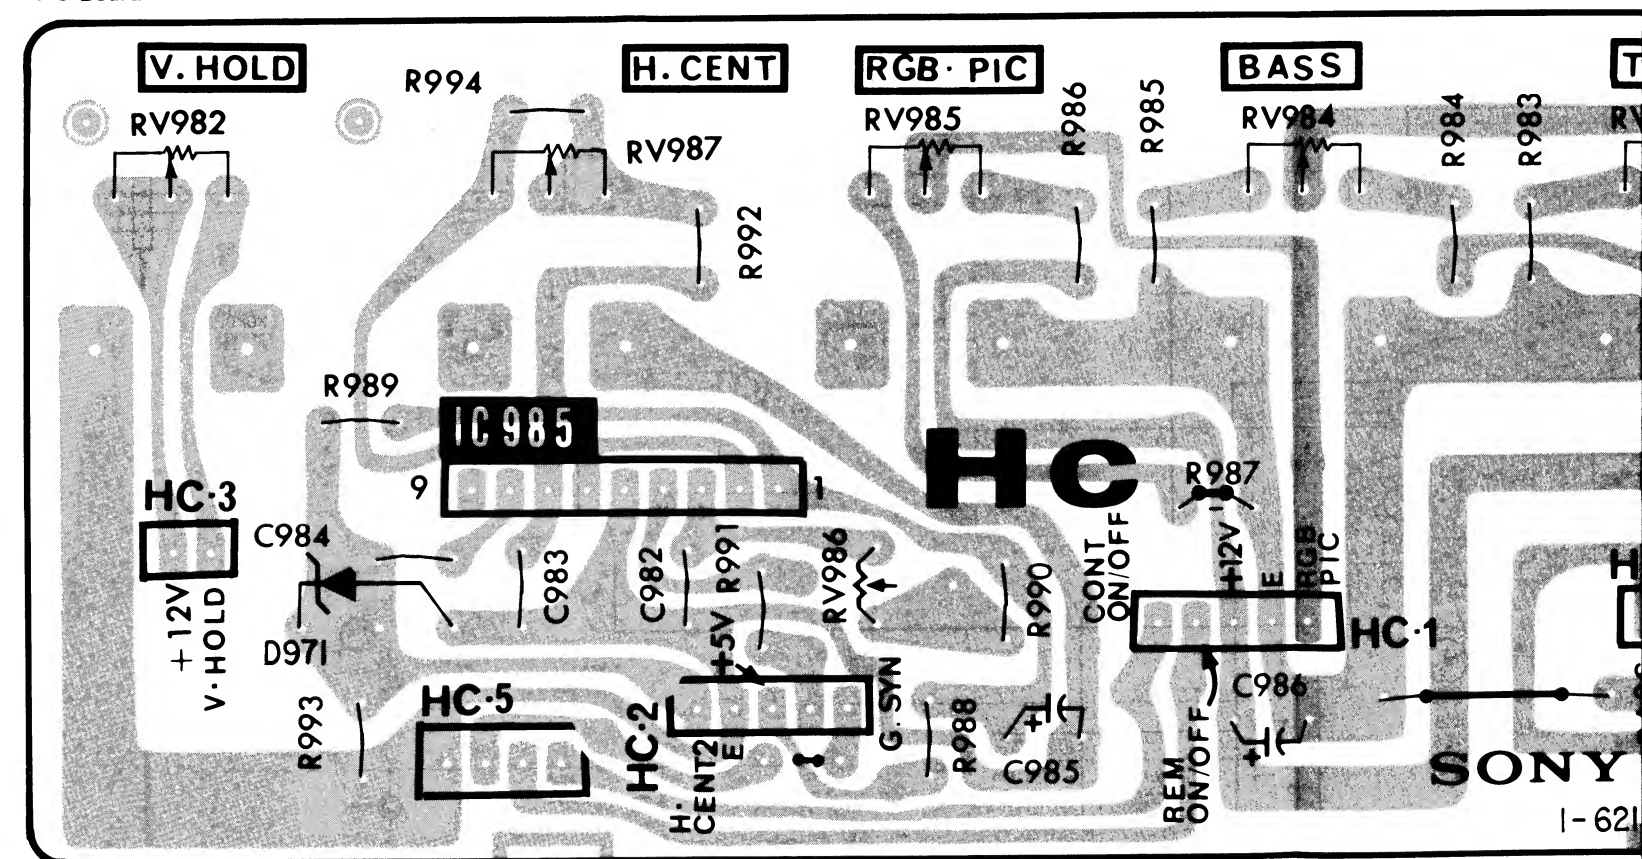 V. HOLD
H. CENT
RGB· PIC
BASS
R994
R986
R985
RV982
RV985
RV984
R984
R983
RV987
R992
R989
IC985
HC
9
1
HC·3
R987
C984
C983
C982
R991
RV986
R990
CONT
ON/OFF
+12V
E
RGB
PIC
HC·1
+12V
V·HOLD
D971
+5V
G. SYN
HC·5
HC·2
R993
H·
CENT2
E
R988
C985
REM
ON/OFF
C986
SONY
1-621